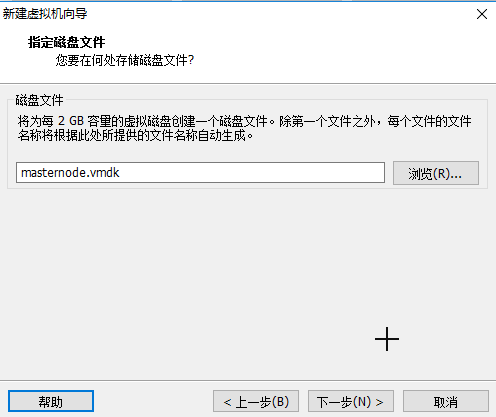 新建虚拟机向导
指定磁盘文件
您要在何处存储磁盘文件?
磁盘文件
将为每 2 GB 容量的虚拟磁盘创建一个磁盘文件。除第一个文件之外，每个文件的文件
名称将根据此处所提供的文件名称自动生成。
masternode.vmdk
浏览(R)...
帮助
< 上一步(B)
下一步(N) >
取消